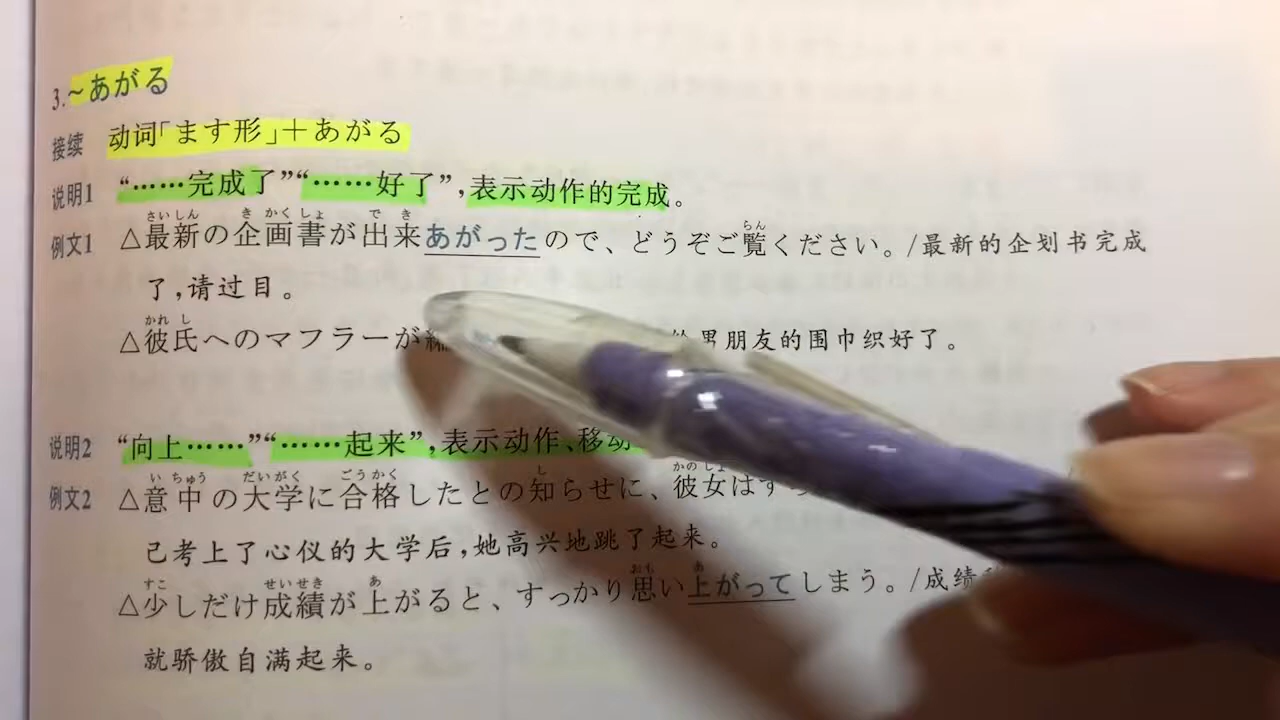 3.~あがる
接续 动词「ます形」＋あがる
说明1 “……完成了”“……好了”，表示动作的完成。
さいしん き かく しょ で き らん
例文1 △最新の企画書が出来あがったので、どうぞご覧ください。/最新的企划书完成
了，请过目。
かれ し
△彼氏へのマフラーが編 男朋友的围巾织好了。
说明2 “向上……”“……起来”，表示动作、移动
い ちゅう だいがく ごうかく し かのじょ
例文2 △意中の大学に合格したとの知らせに、彼女は
已考上了心仪的大学后，她高兴地跳了起来。
すこ せいせき あ おも あ
△少しだけ成績が上がると、すっかり思い上がってしまう。/成绩
就骄傲自满起来。